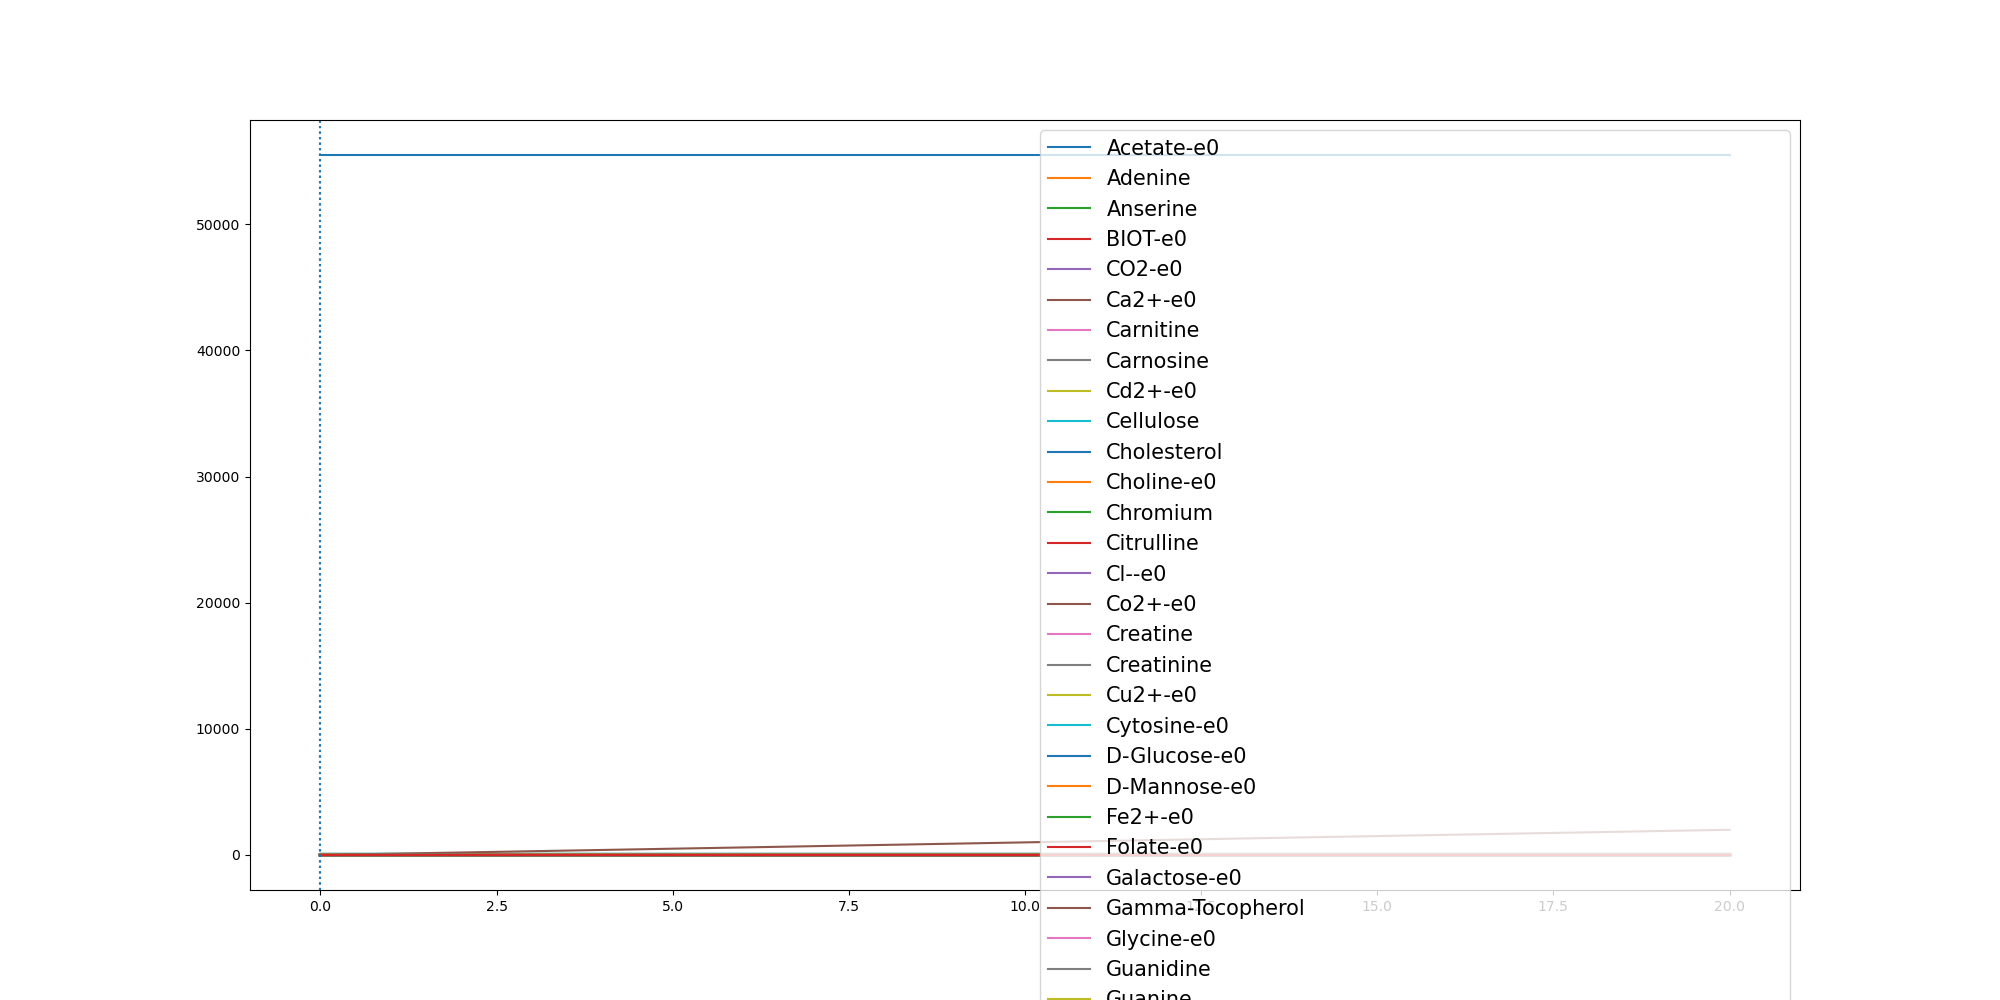 50000
40000
30000
20000
10000
0
0.0
2.5
5.0
7.5
10.0
15.0
17.5
20.0
Acetate-e0
Adenine
Anserine
BIOT-e0
CO2-e0
Ca2+-e0
Carnitine
Carnosine
Cd2+-e0
Cellulose
Cholesterol
Choline-e0
Chromium
Citrulline
Cl--e0
Co2+-e0
Creatine
Creatinine
Cu2+-e0
Cytosine-e0
D-Glucose-e0
D-Mannose-e0
Fe2+-e0
Folate-e0
Galactose-e0
Gamma-Tocopherol
Glycine-e0
Guanidine
Guanine